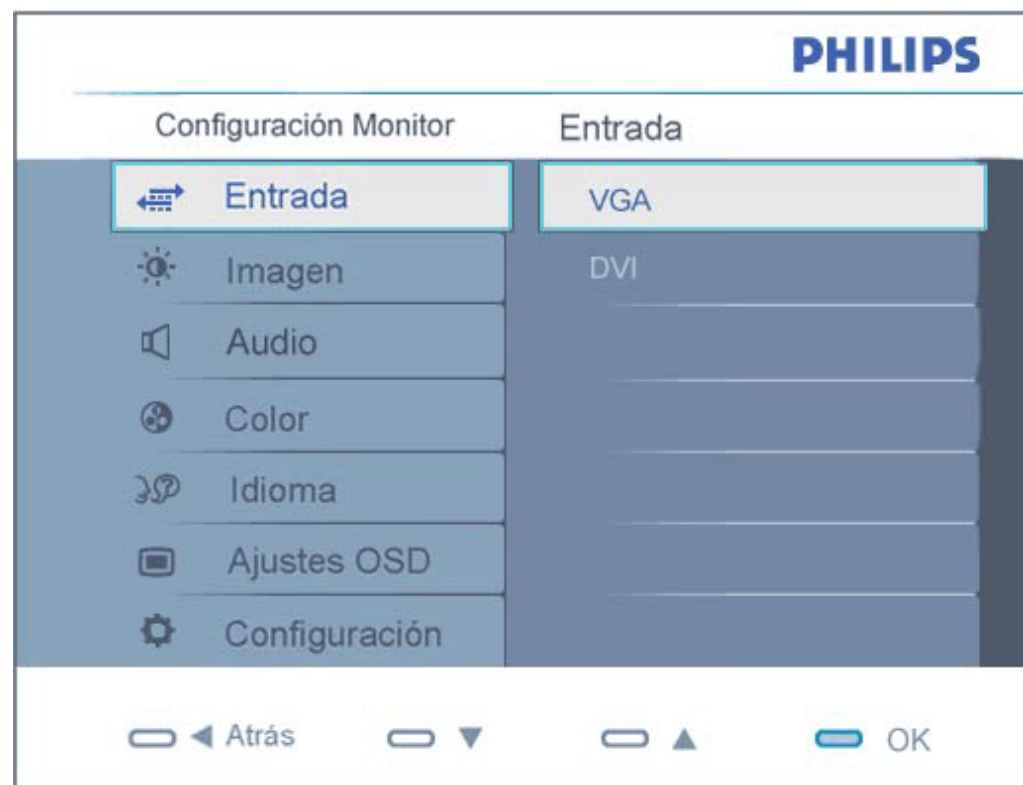 PHILIPS
Configuración Monitor
Entrada
Entrada
VGA
Imagen
DVI
Audio
Color
Idioma
Ajustes OSD
Configuración
Atrás
OK